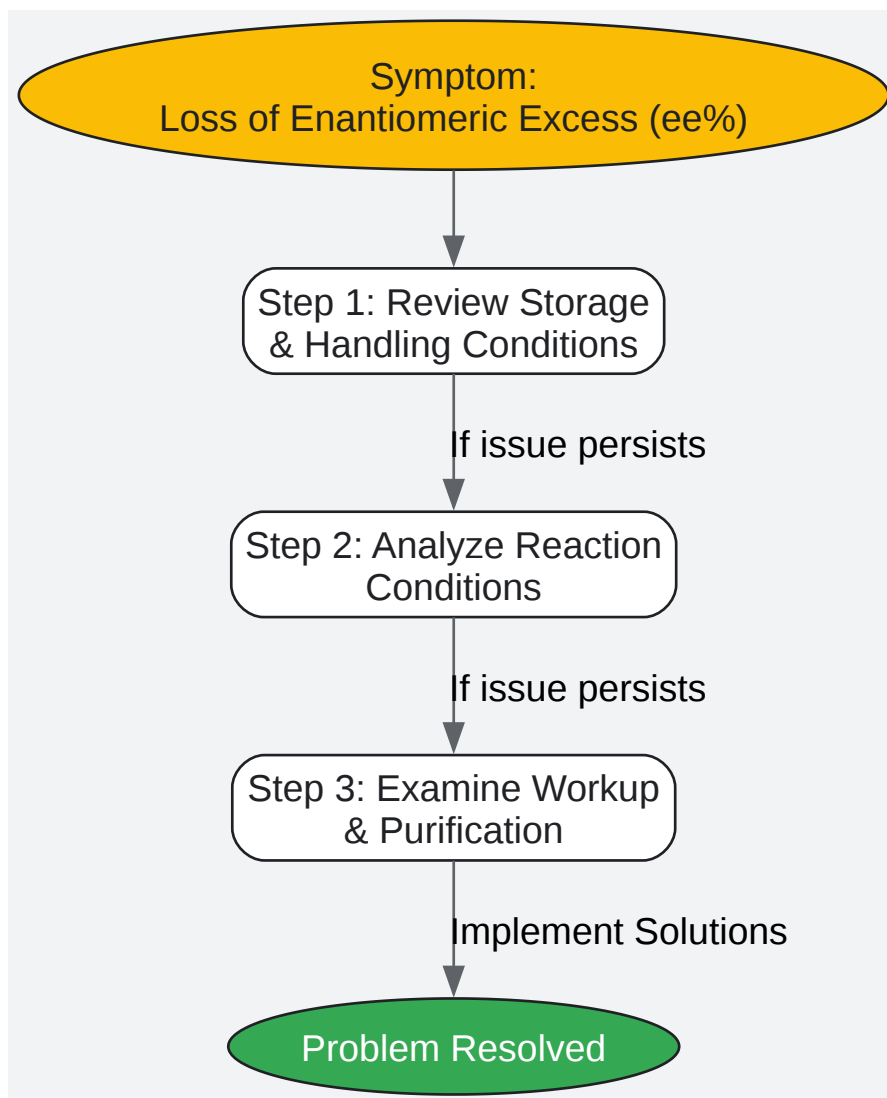 Symptom:
Loss of Enantiomeric Excess (ee%)
Step 1: Review Storage
& Handling Conditions
If issue persists
Step 2: Analyze Reaction
Conditions
If issue persists
Step 3: Examine Workup
& Purification
Implement Solutions
Problem Resolved